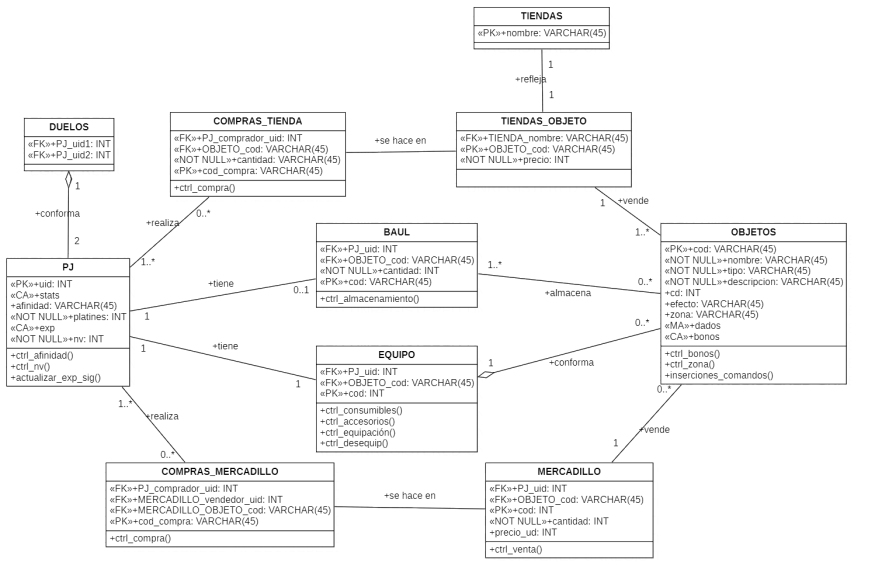 TIENDAS
«PK»+nombre: VARCHAR(45)
1
+refleja
1
DUELOS
«FK»+PJ_uid1: INT
«FK»+PJ_uid2: INT
1
+conforma
2
COMPRAS_TIENDA
«FK»+PJ_comprador_uid: INT
«FK»+OBJETO_cod: VARCHAR(45)
«NOT NULL»+cantidad: VARCHAR(45)
«PK»+cod_compra: VARCHAR(45)
+ctrl_compra()
+se hace en
TIENDAS_OBJETO
«FK»+TIENDA_nombre: VARCHAR(45)
«PK»+OBJETO_cod: VARCHAR(45)
«NOT NULL»+precio: INT
1
+vende
1..*
0..*
+realiza
1..*
BAUL
«FK»+PJ_uid: INT
«FK»+OBJETO_cod: VARCHAR(45)
«NOT NULL»+cantidad: INT
«PK»+cod: VARCHAR(45)
+ctrl_almacenamiento()
OBJETOS
«PK»+cod: VARCHAR(45)
«NOT NULL»+nombre: VARCHAR(45)
«NOT NULL»+tipo: VARCHAR(45)
«NOT NULL»+descripcion: VARCHAR(45)
+cd: INT
+efecto: VARCHAR(45)
+zona: VARCHAR(45)
«MA»+dados
«CA»+bonos
+ctrl_bonos()
+ctrl_zona()
+inserciones_comandos()
PJ
«PK»+uid: INT
«CA»+stats
+afinidad: VARCHAR(45)
«NOT NULL»+platines: INT
«CA»+exp
«NOT NULL»+nv: INT
+ctrl_afinidad()
+ctrl_nv()
+actualizar_exp_sig()
+tiene
0..1
1
1..*
+almacena
0..*
1
+tiene
1
EQUIPO
«FK»+PJ_uid: INT
«FK»+OBJETO_cod: VARCHAR(45)
«PK»+cod: INT
+ctrl_consumibles()
+ctrl_accesorios()
+ctrl_equipación()
+ctrl_desequip()
1
+conforma
0..*
1..*
+realiza
0..*
0..*
+vende
1
COMPRAS_MERCADILLO
«FK»+PJ_comprador_uid: INT
«FK»+MERCADILLO_vendedor_uid: INT
«FK»+MERCADILLO_OBJETO_cod: VARCHAR(45)
«PK»+cod_compra: VARCHAR(45)
+ctrl_compra()
+se hace en
MERCADILLO
«FK»+PJ_uid: INT
«FK»+OBJETO_cod: VARCHAR(45)
«PK»+cod: INT
«NOT NULL»+cantidad: INT
+precio_ud: INT
+ctrl_venta()